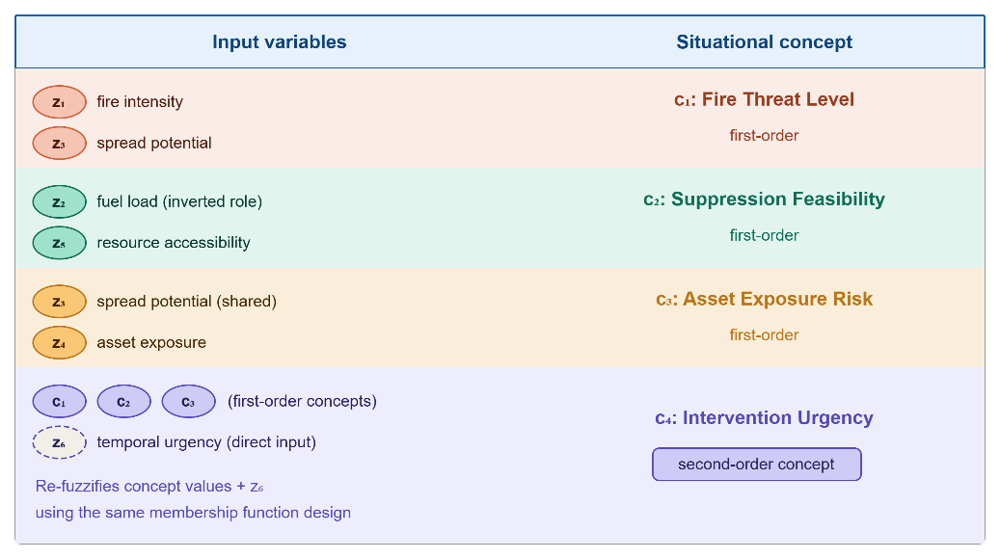 Input variables Situational concept
z₁ fire intensity
c₁: Fire Threat Level
z₃ spread potential
first-order
z₂ fuel load (inverted role)
c₂: Suppression Feasibility
z₅ resource accessibility
first-order
z₃ spread potential (shared)
c₃: Asset Exposure Risk
z₄ asset exposure
first-order
c₁ c₂ c₃ (first-order concepts)
c₄: Intervention Urgency
z₆ temporal urgency (direct input)
second-order concept
Re-fuzzifies concept values + z₆
using the same membership function design